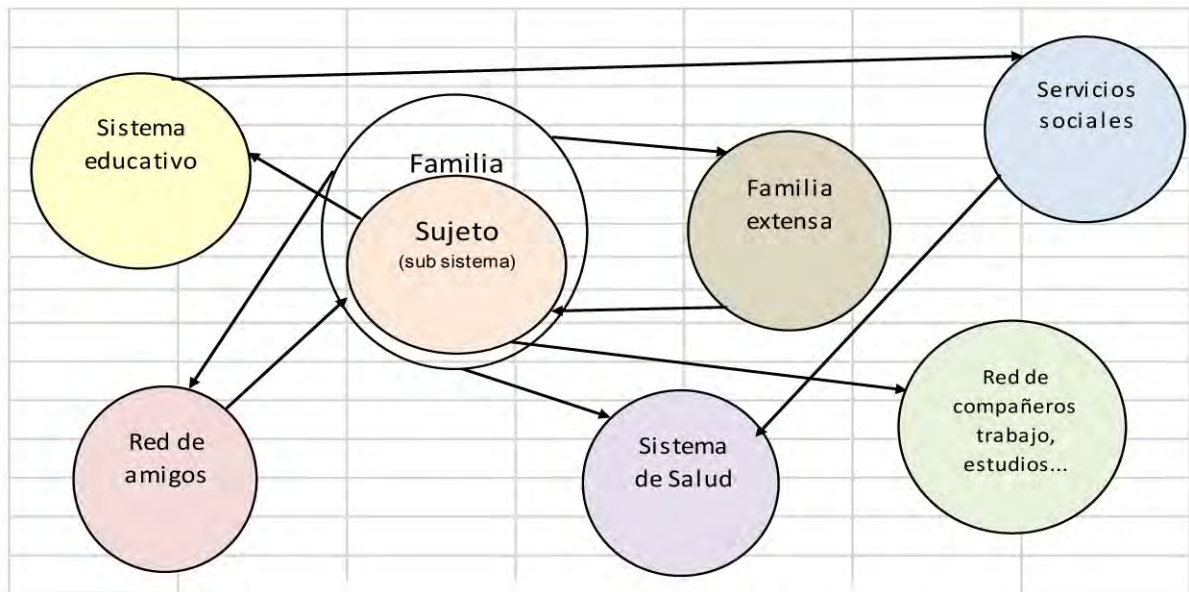 Sistema
educativo
Familia
Sujeto
(sub sistema)
Familia
extensa
Servicios
sociales
Red de
amigos
Sistema
de Salud
Red de
compañeros
trabajo,
estudios...